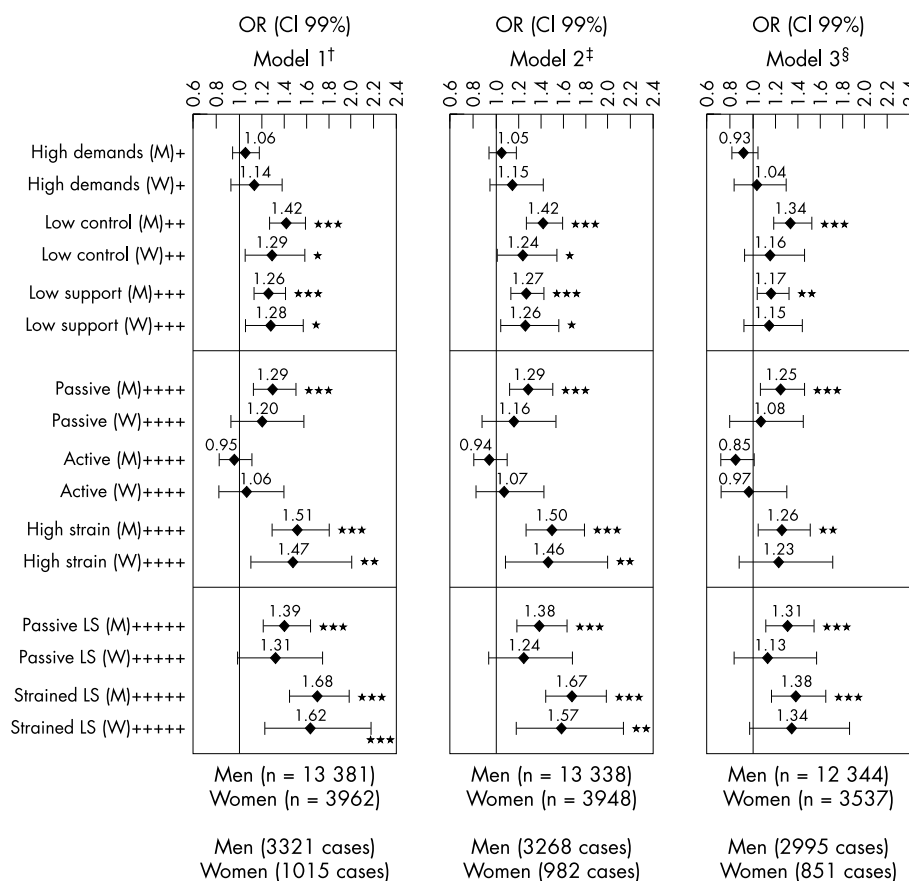 OR (Cl 99%) OR (Cl 99%) OR (Cl 99%)
Model 1† Model 2‡ Model 3§
0.6 0.8 1.0 1.2 1.4 1.6 1.8 2.0 2.2 2.4 0.6 0.8 1.0 1.2 1.4 1.6 1.8 2.0 2.2 2.4 0.6 0.8 1.0 1.2 1.4 1.6 1.8 2.0 2.2 2.4
High demands (M)+ 1.06 1.05 0.93
High demands (W)+ 1.14 1.15 1.04
Low control (M)++ 1.42 ★★★ 1.42 ★★★ 1.34 ★★★
Low control (W)++ 1.29 ★ 1.24 ★ 1.16
Low support (M)+++ 1.26 ★★★ 1.27 ★★★ 1.17 ★★
Low support (W)+++ 1.28 ★ 1.26 ★ 1.15
Passive (M)++++ 1.29 ★★★ 1.29 ★★★ 1.25 ★★★
Passive (W)++++ 1.20 1.16 1.08
Active (M)++++ 0.95 0.94 0.85
Active (W)++++ 1.06 1.07 0.97
High strain (M)++++ 1.51 ★★★ 1.50 ★★★ 1.26 ★★
High strain (W)++++ 1.47 ★★ 1.46 ★★ 1.23
Passive LS (M)+++++ 1.39 ★★★ 1.38 ★★★ 1.31 ★★★
Passive LS (W)+++++ 1.31 1.24 1.13
Strained LS (M)+++++ 1.68 ★★★ 1.67 ★★★ 1.38 ★★★
Strained LS (W)+++++ 1.62 ★★★ 1.57 ★★ 1.34
Men (n = 13 381) Men (n = 13 338) Men (n = 12 344)
Women (n = 3962) Women (n = 3948) Women (n = 3537)
Men (3321 cases) Men (3268 cases) Men (2995 cases)
Women (1015 cases) Women (982 cases) Women (851 cases)